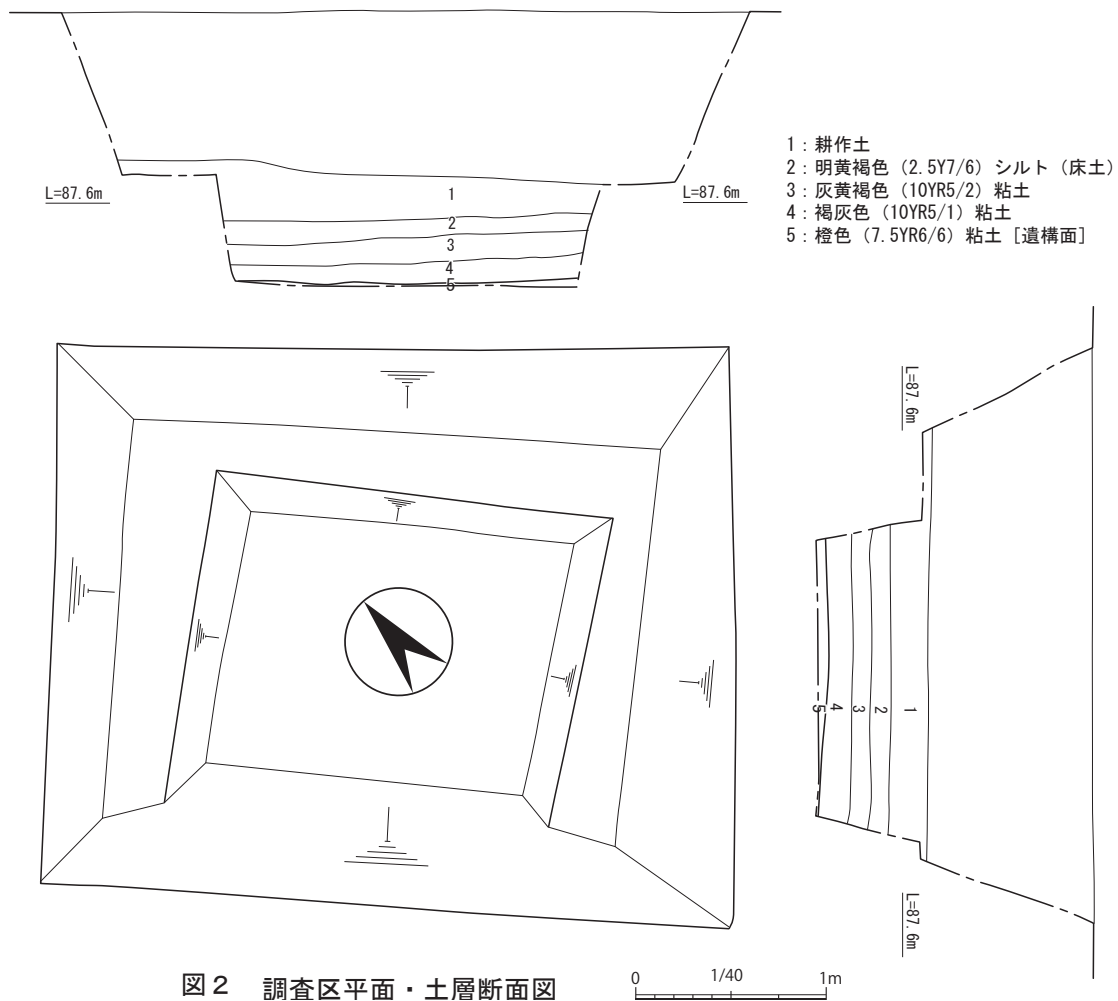 L=87.6m
L=87.6m
1
2
3
4
5
1：耕作土
2：明黄褐色（2.5Y7/6）シルト（床土）
3：灰黄褐色（10YR5/2）粘土
4：褐灰色（10YR5/1）粘土
5：橙色（7.5YR6/6）粘土［遺構面］
L=87.6m
5
4
3
2
1
L=87.6m
図２　調査区平面・土層断面図
0 1/40 1m